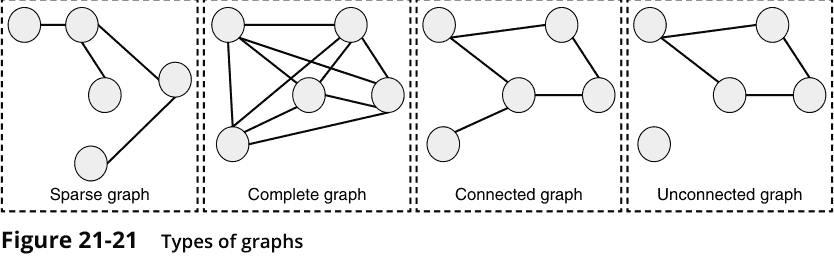 Sparse graph
Complete graph
Connected graph
Unconnected graph
Figure 21-21 Types of graphs